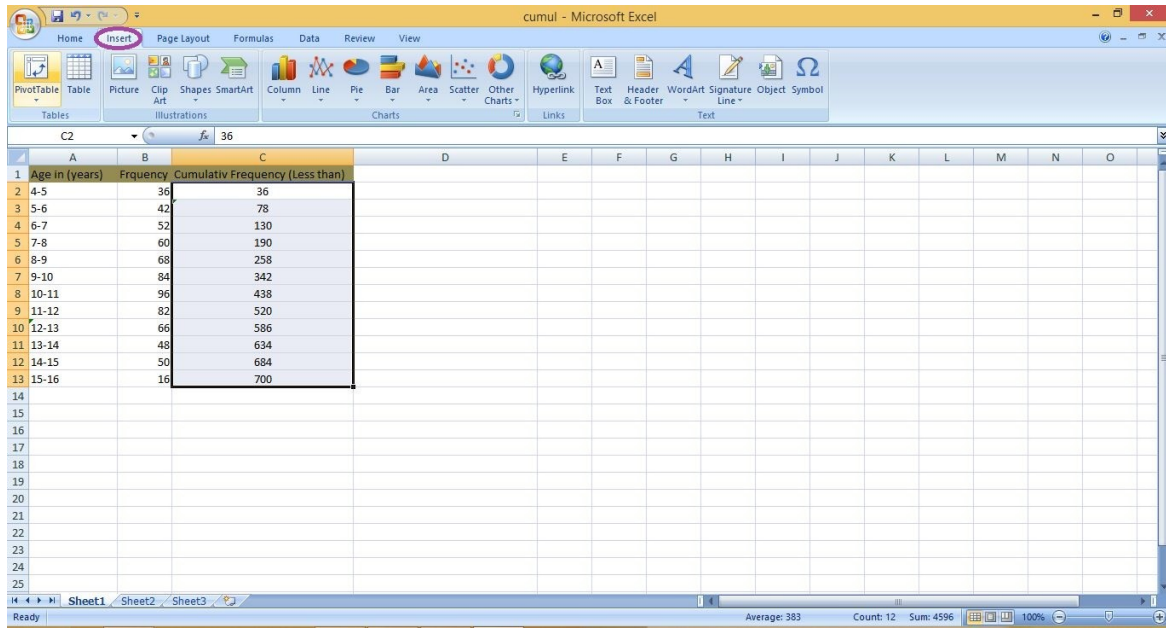 cumul - Microsoft Excel
Home Insert Page Layout Formulas Data Review View
PivotTable Table Picture Clip Art Shapes SmartArt Column Line Pie Bar Area Scatter Other Charts Hyperlink Text Box Header & Footer WordArt Signature Line Object Symbol
Tables Illustrations Charts Links Text
C2 fx 36
A B C D E F G H I J K L M N O
1 Age in (years) Frquency Cumulativ Frequency (Less than)
2 4-5 36 36
3 5-6 42 78
4 6-7 52 130
5 7-8 60 190
6 8-9 68 258
7 9-10 84 342
8 10-11 96 438
9 11-12 82 520
10 12-13 66 586
11 13-14 48 634
12 14-15 50 684
13 15-16 16 700
14
15
16
17
18
19
20
21
22
23
24
25
Sheet1 Sheet2 Sheet3
Ready Average: 383 Count: 12 Sum: 4596 100%